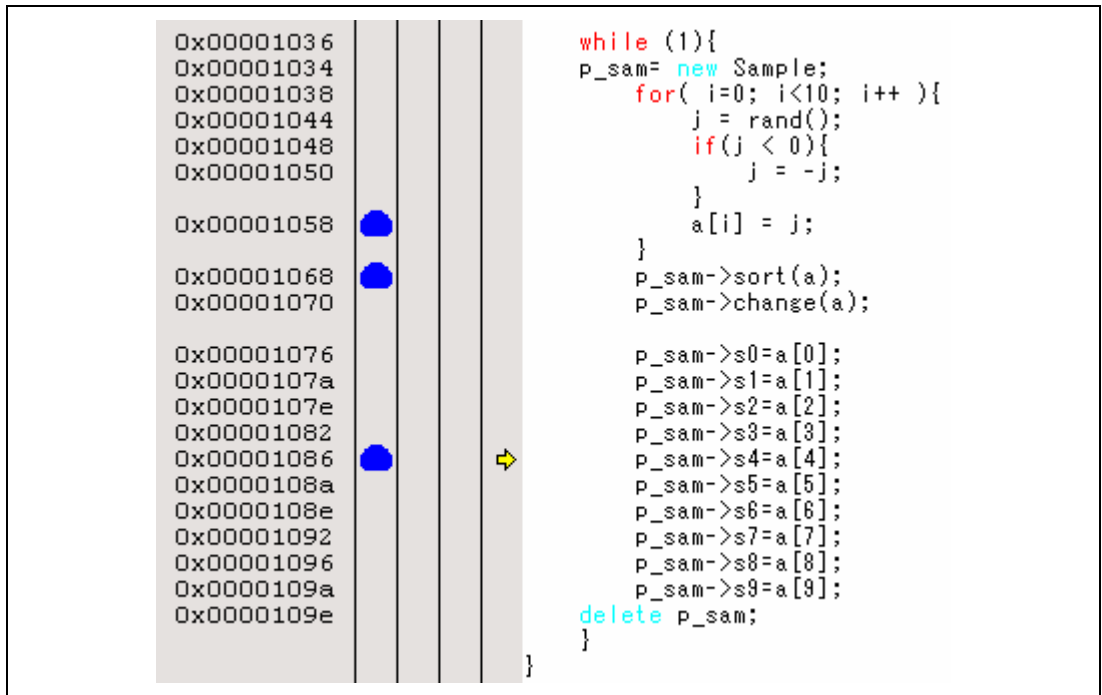 0x00001036 while (1){
0x00001034 p_sam= new Sample;
0x00001038 for( i=0; i<10; i++ ){
0x00001044 j = rand();
0x00001048 if(j < 0){
0x00001050 j = -j;
}
0x00001058 a[i] = j;
}
0x00001068 p_sam->sort(a);
0x00001070 p_sam->change(a);
0x00001076 p_sam->s0=a[0];
0x0000107a p_sam->s1=a[1];
0x0000107e p_sam->s2=a[2];
0x00001082 p_sam->s3=a[3];
0x00001086 p_sam->s4=a[4];
0x0000108a p_sam->s5=a[5];
0x0000108e p_sam->s6=a[6];
0x00001092 p_sam->s7=a[7];
0x00001096 p_sam->s8=a[8];
0x0000109a p_sam->s9=a[9];
0x0000109e delete p_sam;
}
}